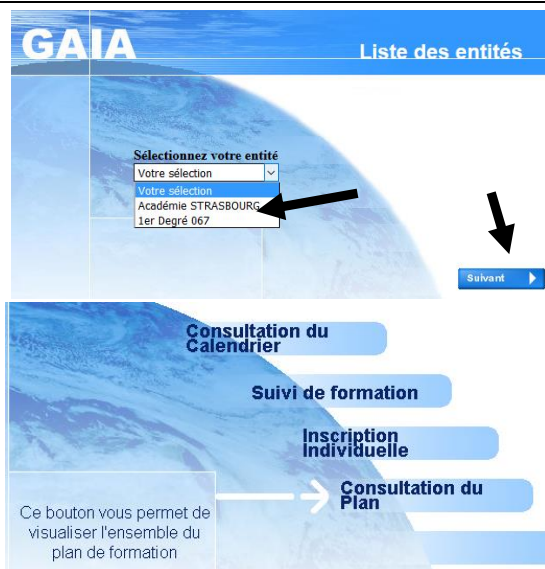 GAIA
Liste des entités
Sélectionnez votre entité
Votre sélection
Votre sélection
Académie STRASBOURG
1er Degré 067
Suivant
Consultation du
Calendrier
Suivi de formation
Inscription
Individuelle
Consultation du
Plan
Ce bouton vous permet de
visualiser l'ensemble du
plan de formation